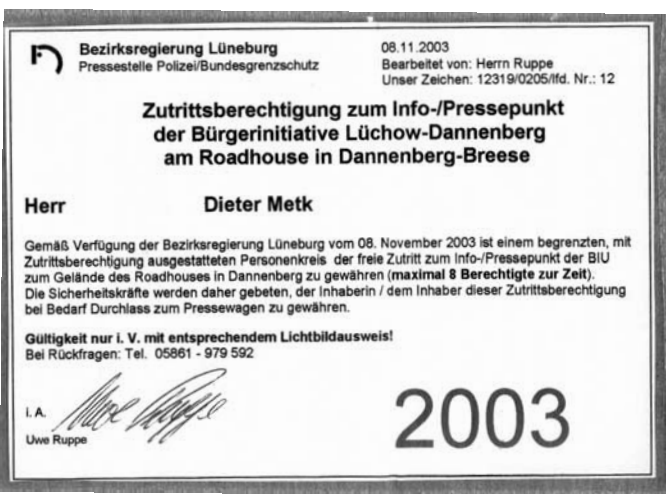 Bezirksregierung Lüneburg
Pressestelle Polizei/Bundesgrenzschutz
08.11.2003
Bearbeitet von: Herrn Ruppe
Unser Zeichen: 12319/0205/lfd. Nr.: 12
Zutrittsberechtigung zum Info-/Pressepunkt
der Bürgerinitiative Lüchow-Dannenberg
am Roadhouse in Dannenberg-Breese
Herr Dieter Metk
Gemäß Verfügung der Bezirksregierung Lüneburg vom 08. November 2003 ist einem begrenzten, mit
Zutrittsberechtigung ausgestatteten Personenkreis der freie Zutritt zum Info-/Pressepunkt der BIU
zum Gelände des Roadhouses in Dannenberg zu gewähren (maximal 8 Berechtigte zur Zeit).
Die Sicherheitskräfte werden daher gebeten, der Inhaberin / dem Inhaber dieser Zutrittsberechtigung
bei Bedarf Durchlass zum Pressewagen zu gewähren.
Gültigkeit nur i. V. mit entsprechendem Lichtbildausweis!
Bei Rückfragen: Tel. 05861 - 979 592
i. A. Uwe Ruppe
Uwe Ruppe
2003